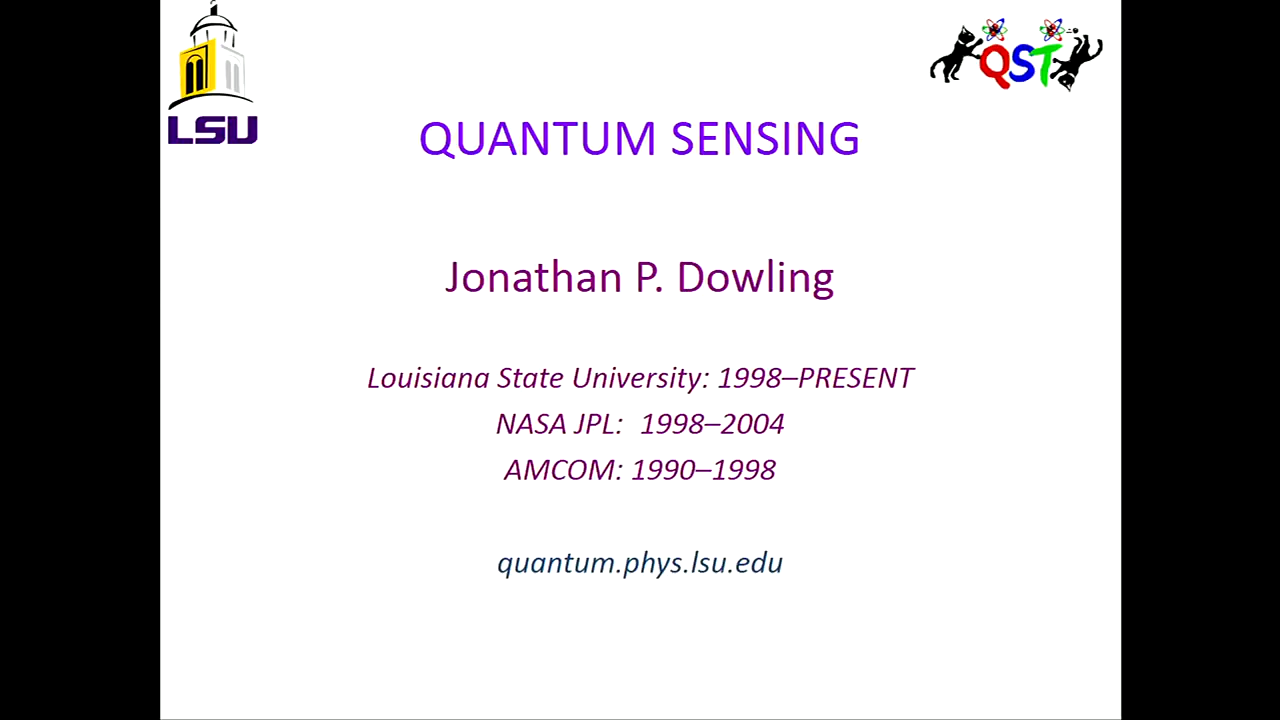 LSU
QST
QUANTUM SENSING
Jonathan P. Dowling
Louisiana State University: 1998–PRESENT
NASA JPL: 1998–2004
AMCOM: 1990–1998
quantum.phys.lsu.edu